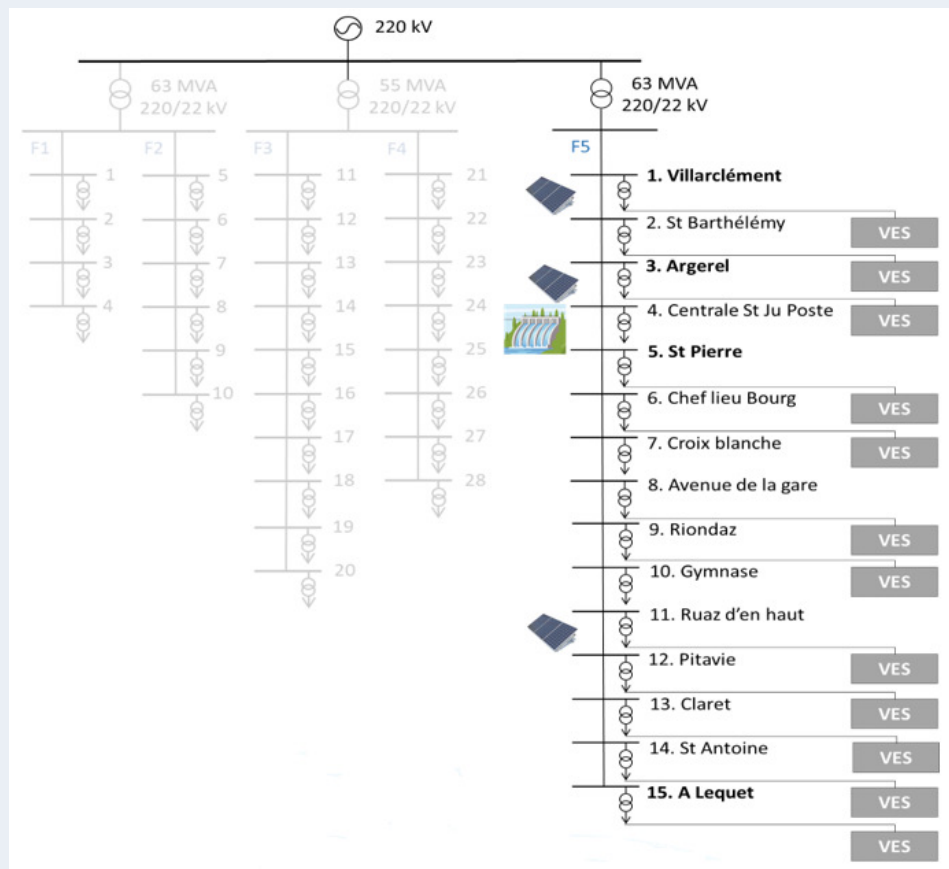 220 kV
63 MVA
220/22 kV
55 MVA
220/22 kV
63 MVA
220/22 kV
F1
F2
F3
F4
F5
1
2
3
4
5
6
7
8
9
10
11
12
13
14
15
16
17
18
19
20
21
22
23
24
25
26
27
28
1. Villarclément
2. St Barthélémy
VES
3. Argerel
VES
4. Centrale St Ju Poste
VES
5. St Pierre
6. Chef lieu Bourg
VES
7. Croix blanche
VES
8. Avenue de la gare
9. Riondaz
VES
10. Gymnase
VES
11. Ruaz d'en haut
12. Pitavie
VES
13. Claret
VES
14. St Antoine
VES
15. A Lequet
VES
VES